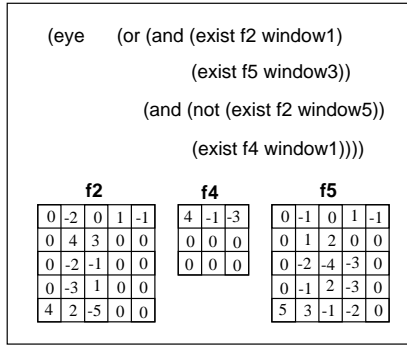 (eye (or (and (exist f2 window1)
(exist f5 window3))
(and (not (exist f2 window5))
(exist f4 window1))))
f2 f4 f5
0 -2 0 1 -1 4 -1 -3 0 -1 0 1 -1
0 4 3 0 0 0 0 0 0 1 2 0 0
0 -2 -1 0 0 0 0 0 0 -2 -4 -3 0
0 -3 1 0 0 0 -1 2 -3 0
4 2 -5 0 0 5 3 -1 -2 0